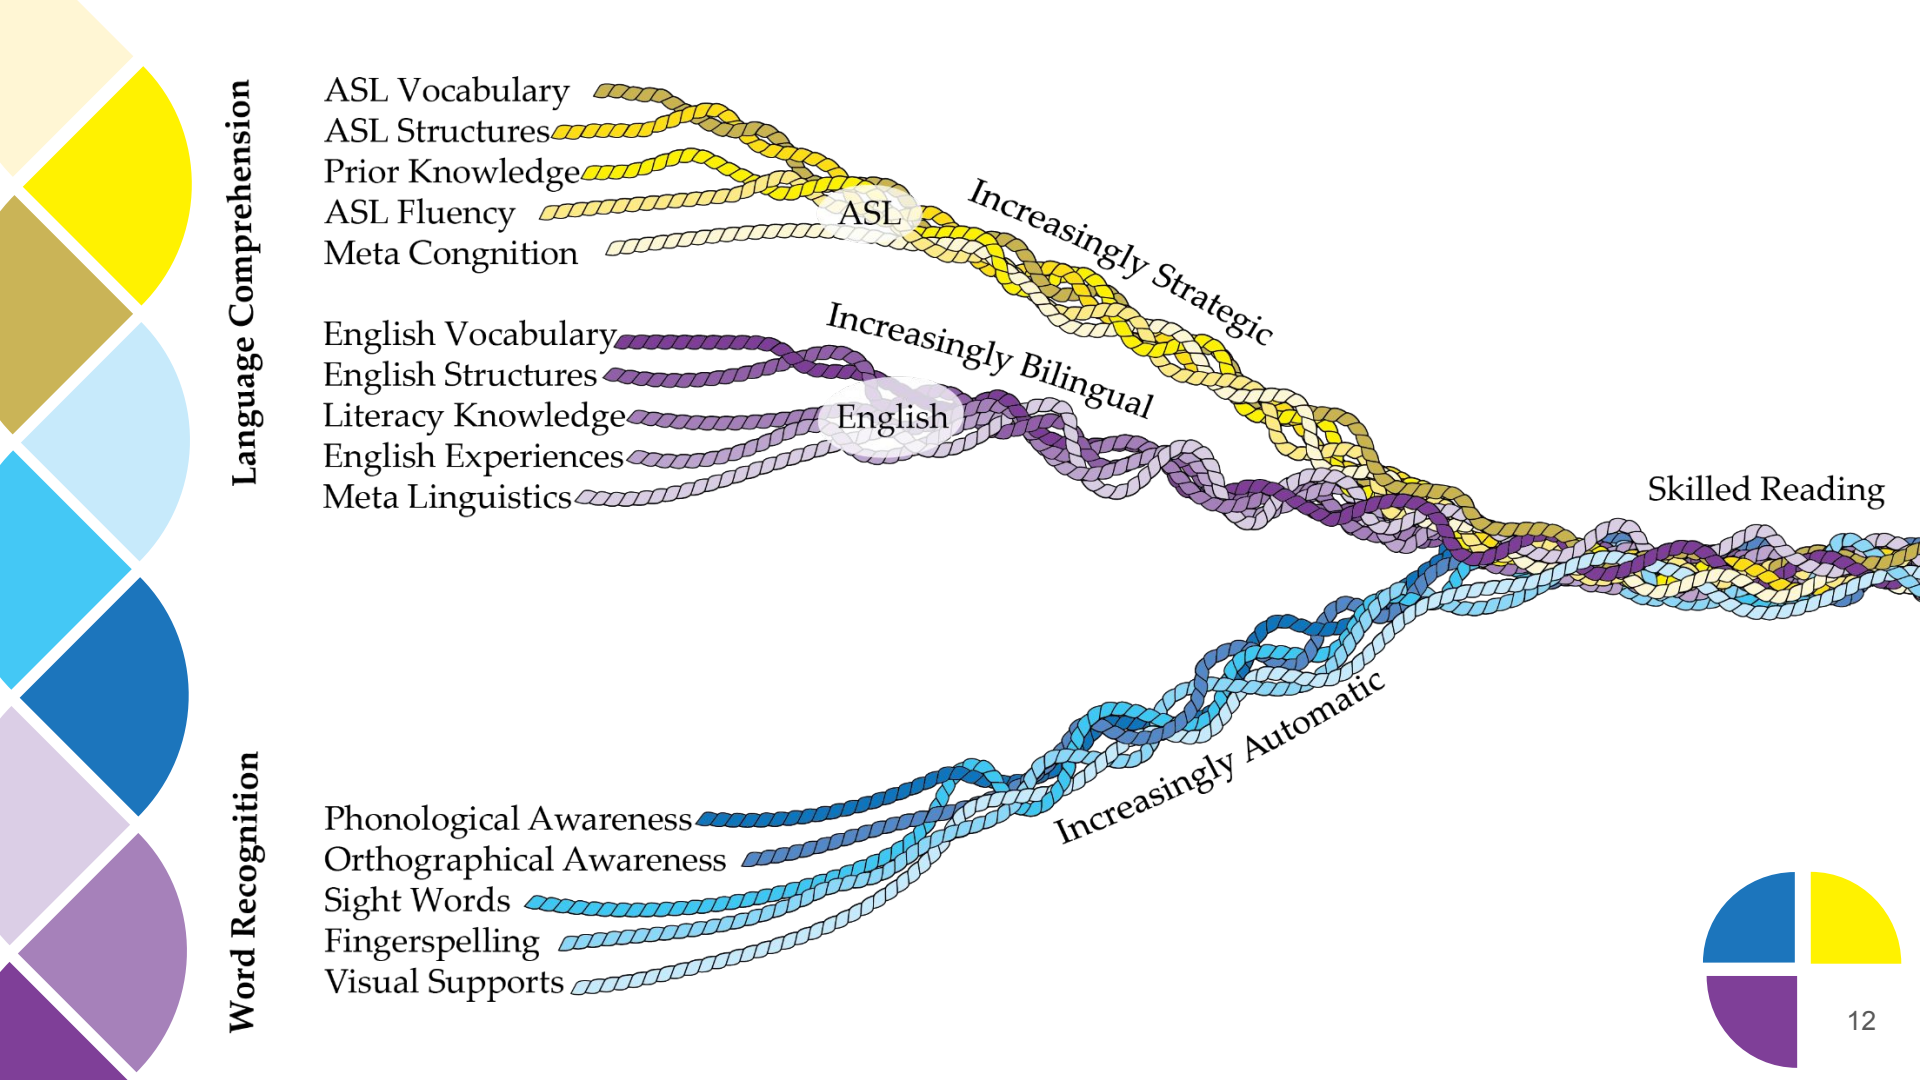 Language Comprehension
ASL Vocabulary
ASL Structures
Prior Knowledge
ASL Fluency
Meta Congnition
ASL
Increasingly Strategic
English Vocabulary
English Structures
Literacy Knowledge
English Experiences
Meta Linguistics
English
Increasingly Bilingual
Skilled Reading
Word Recognition
Phonological Awareness
Orthographical Awareness
Sight Words
Fingerspelling
Visual Supports
Increasingly Automatic
12